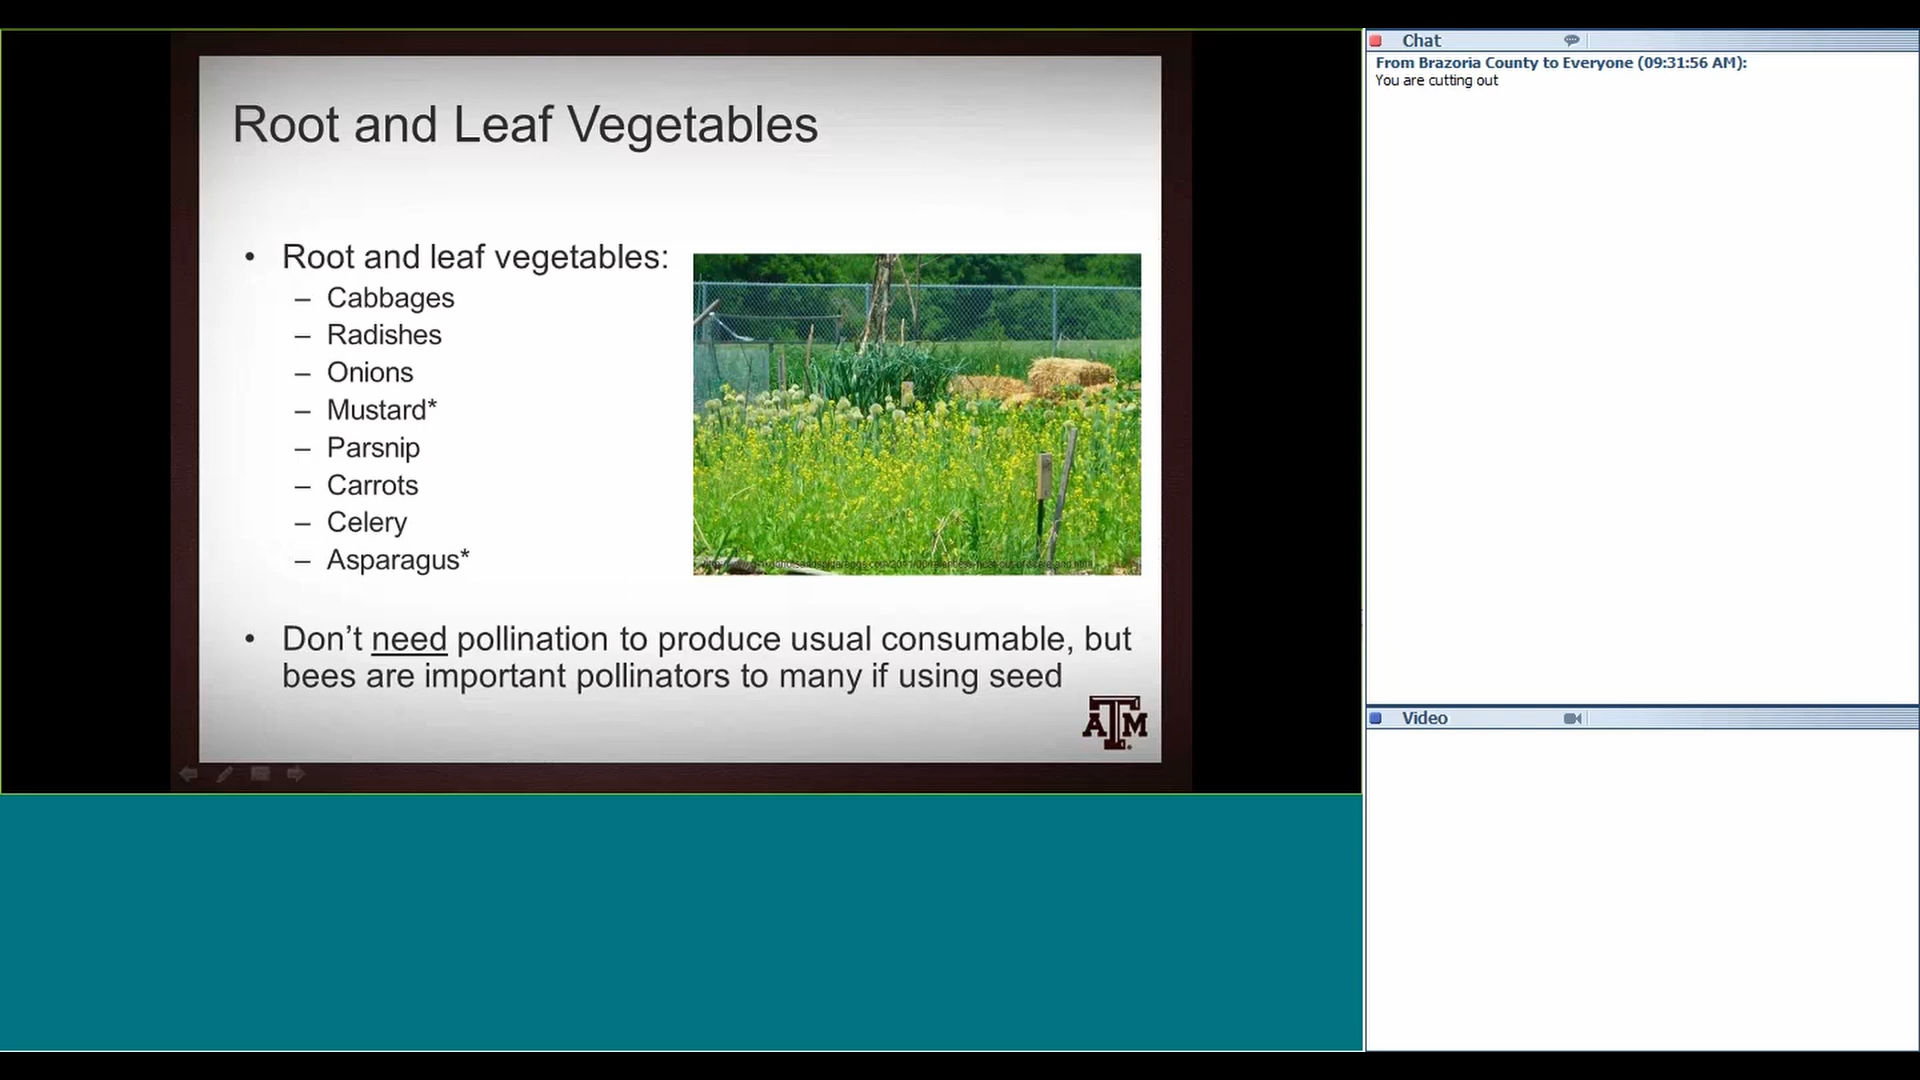 Root and Leaf Vegetables
• Root and leaf vegetables:
– Cabbages
– Radishes
– Onions
– Mustard*
– Parsnip
– Carrots
– Celery
– Asparagus*
• Don’t need pollination to produce usual consumable, but
bees are important pollinators to many if using seed
ATM
Chat
From Brazoria County to Everyone (09:31:56 AM):
You are cutting out
Video